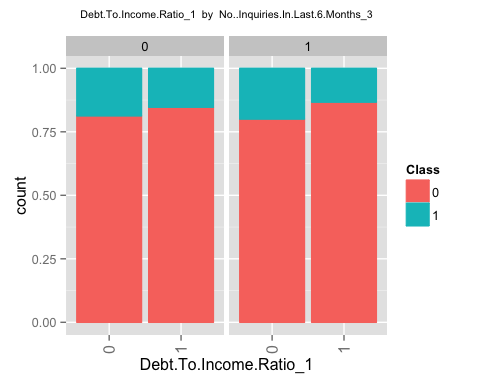 Debt.To.Income.Ratio_1 by No..Inquiries.In.Last.6.Months_3
0 1
1.00
0.75
0.50
0.25
0.00
count
0 1 0 1
Debt.To.Income.Ratio_1
Class
0
1